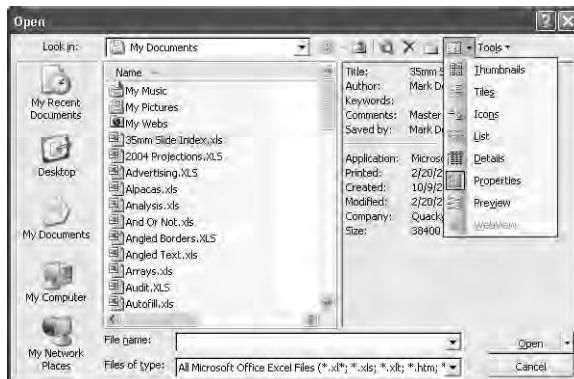 Open
Look in:
My Documents
Tools
My Recent
Documents
Desktop
My Documents
My Computer
My Network
Places
Name
My Music
My Pictures
My Webs
35mm Slide Index.xls
2004 Projections.XLS
Advertising.XLS
Alpacas.xls
Analysis.xls
And Or Not.xls
Angled Borders.XLS
Angled Text.xls
Arrays.xls
Audit.XLS
Autofill.xls
Title: 35mm S
Author: Mark D
Keywords:
Comments: Master
Saved by: Mark D
Application: Microso
Printed: 2/20/2
Created: 10/9/2
Modified: 2/20/2
Company: Quacky
Size: 38400
Thumbnails
Tiles
Icons
List
Details
Properties
Preview
WebView
File name:
Open
Files of type: All Microsoft Office Excel Files (*.xl*; *.xls; *.xlt; *.htm; *
Cancel